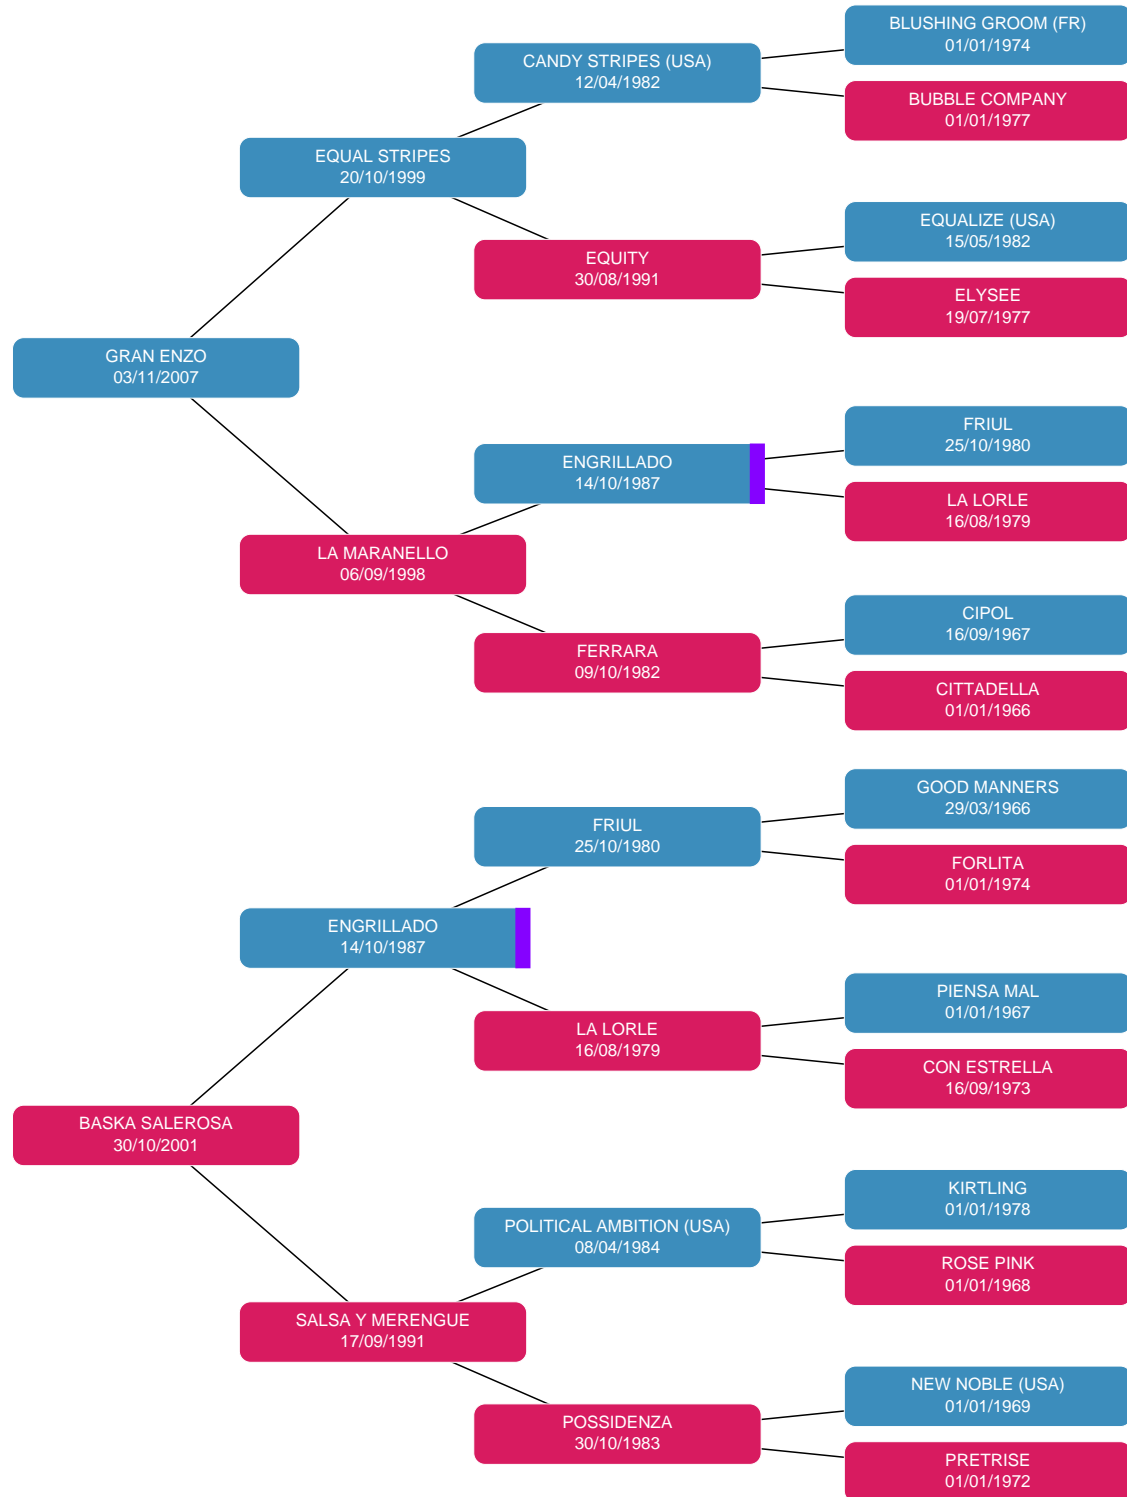 BLUSHING GROOM (FR)
01/01/1974
CANDY STRIPES (USA)
12/04/1982
BUBBLE COMPANY
01/01/1977
EQUAL STRIPES
20/10/1999
EQUALIZE (USA)
15/05/1982
EQUITY
30/08/1991
ELYSEE
19/07/1977
GRAN ENZO
03/11/2007
FRIUL
25/10/1980
ENGRILLADO
14/10/1987
LA LORLE
16/08/1979
LA MARANELLO
06/09/1998
CIPOL
16/09/1967
FERRARA
09/10/1982
CITTADELLA
01/01/1966
GOOD MANNERS
29/03/1966
FRIUL
25/10/1980
FORLITA
01/01/1974
ENGRILLADO
14/10/1987
PIENSA MAL
01/01/1967
LA LORLE
16/08/1979
CON ESTRELLA
16/09/1973
BASKA SALEROSA
30/10/2001
KIRTLING
01/01/1978
POLITICAL AMBITION (USA)
08/04/1984
ROSE PINK
01/01/1968
SALSA Y MERENGUE
17/09/1991
NEW NOBLE (USA)
01/01/1969
POSSIDENZA
30/10/1983
PRETRISE
01/01/1972